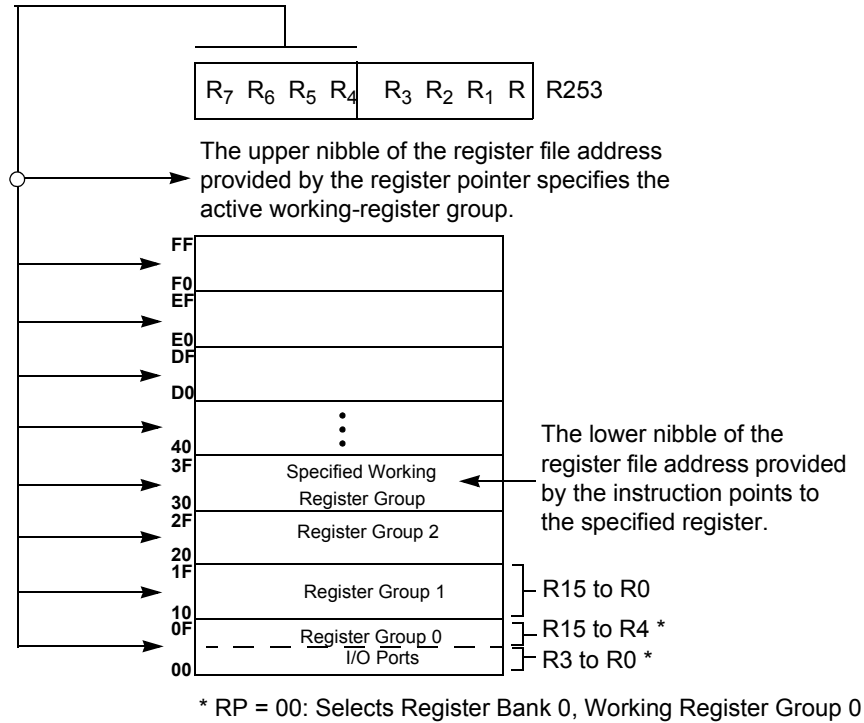 R7 R6 R5 R4 R3 R2 R1 R R253
The upper nibble of the register file address
provided by the register pointer specifies the
active working-register group.
FF
F0
EF
E0
DF
D0
40
3F
Specified Working
Register Group
30
2F
Register Group 2
20
1F
Register Group 1
10
0F
Register Group 0
I/O Ports
00
The lower nibble of the
register file address provided
by the instruction points to
the specified register.
R15 to R0
R15 to R4 *
R3 to R0 *
* RP = 00: Selects Register Bank 0, Working Register Group 0